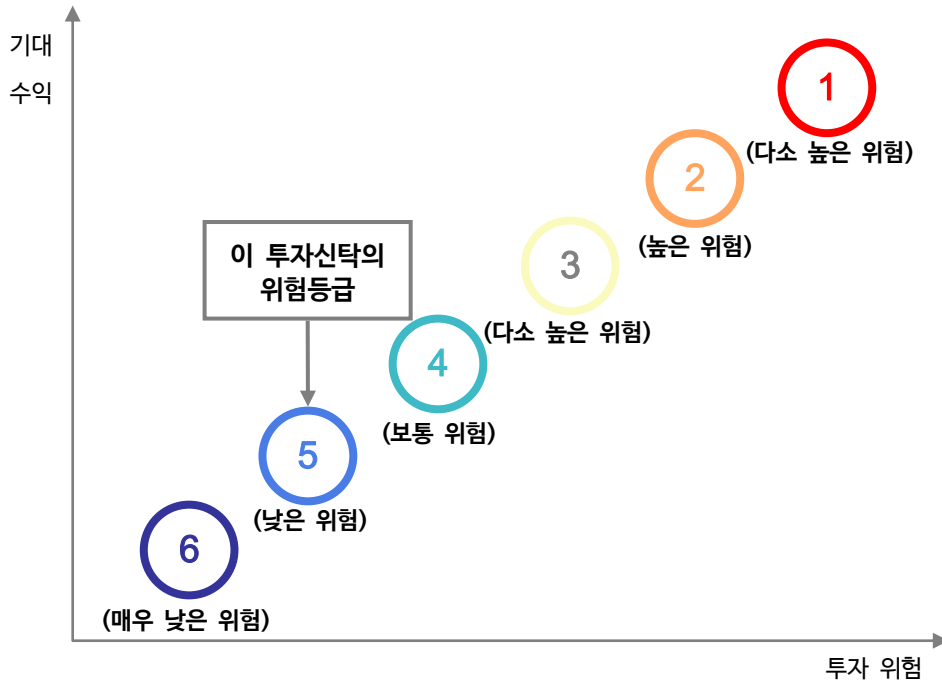 기대
수익
1
(다소 높은 위험)
2
(높은 위험)
이 투자신탁의
위험등급
3
(다소 높은 위험)
4
(보통 위험)
5
(낮은 위험)
6
(매우 낮은 위험)
투자 위험